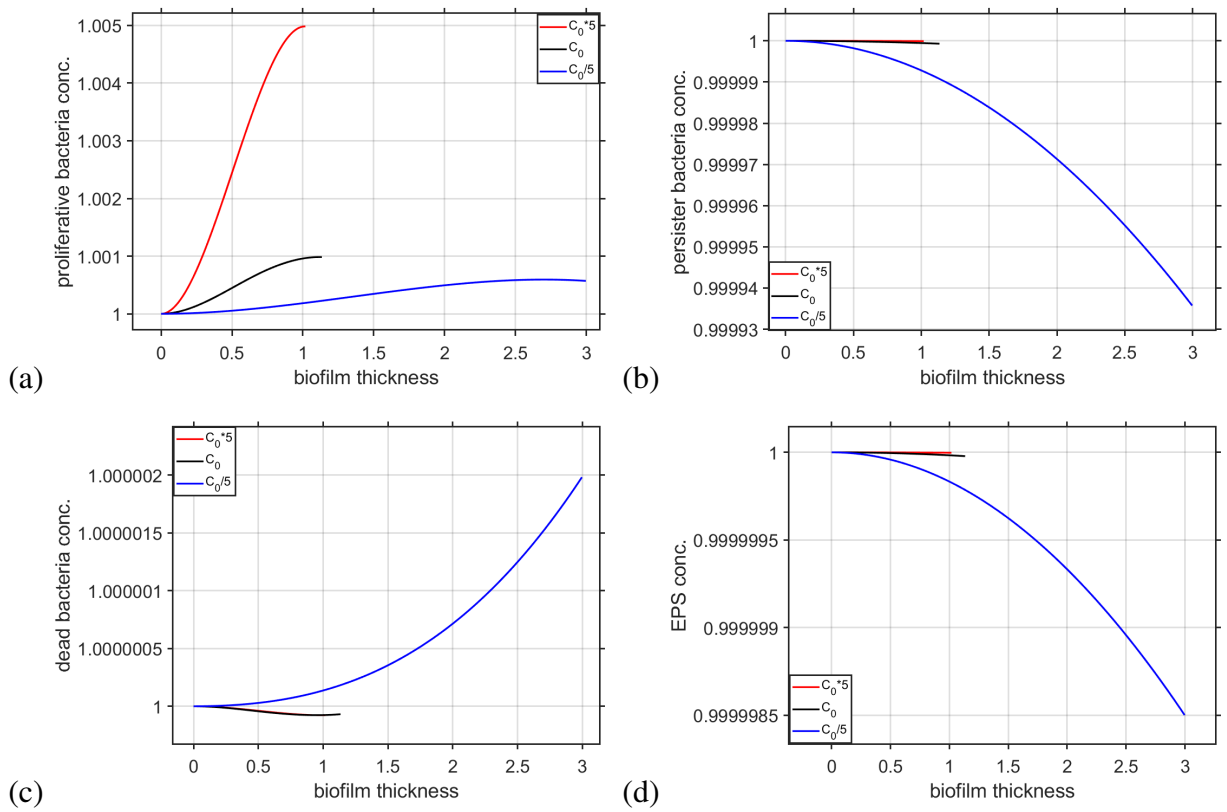 proliferative bacteria conc.
1.005
1.004
1.003
1.002
1.001
1
C0*5
C0
C0/5
0 0.5 1 1.5 2 2.5 3
biofilm thickness
(a)
persister bacteria conc.
1
0.99999
0.99998
0.99997
0.99996
0.99995
0.99994
0.99993
C0*5
C0
C0/5
0 0.5 1 1.5 2 2.5 3
biofilm thickness
(b)
dead bacteria conc.
C0*5
C0
C0/5
1.000002
1.0000015
1.000001
1.0000005
1
0 0.5 1 1.5 2 2.5 3
biofilm thickness
(c)
EPS conc.
1
0.9999995
0.999999
0.9999985
C0*5
C0
C0/5
0 0.5 1 1.5 2 2.5 3
biofilm thickness
(d)